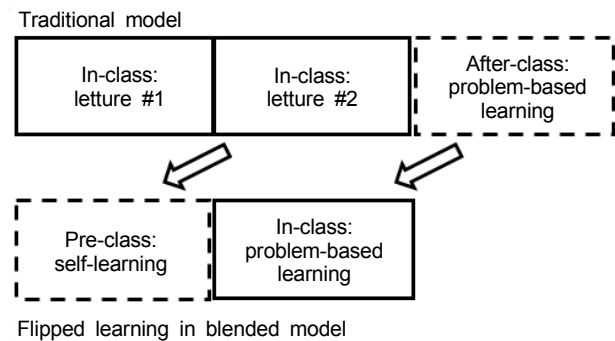 Traditional model
In-class:
letture #1
In-class:
letture #2
After-class:
problem-based
learning
Pre-class:
self-learning
In-class:
problem-based
learning
Flipped learning in blended model